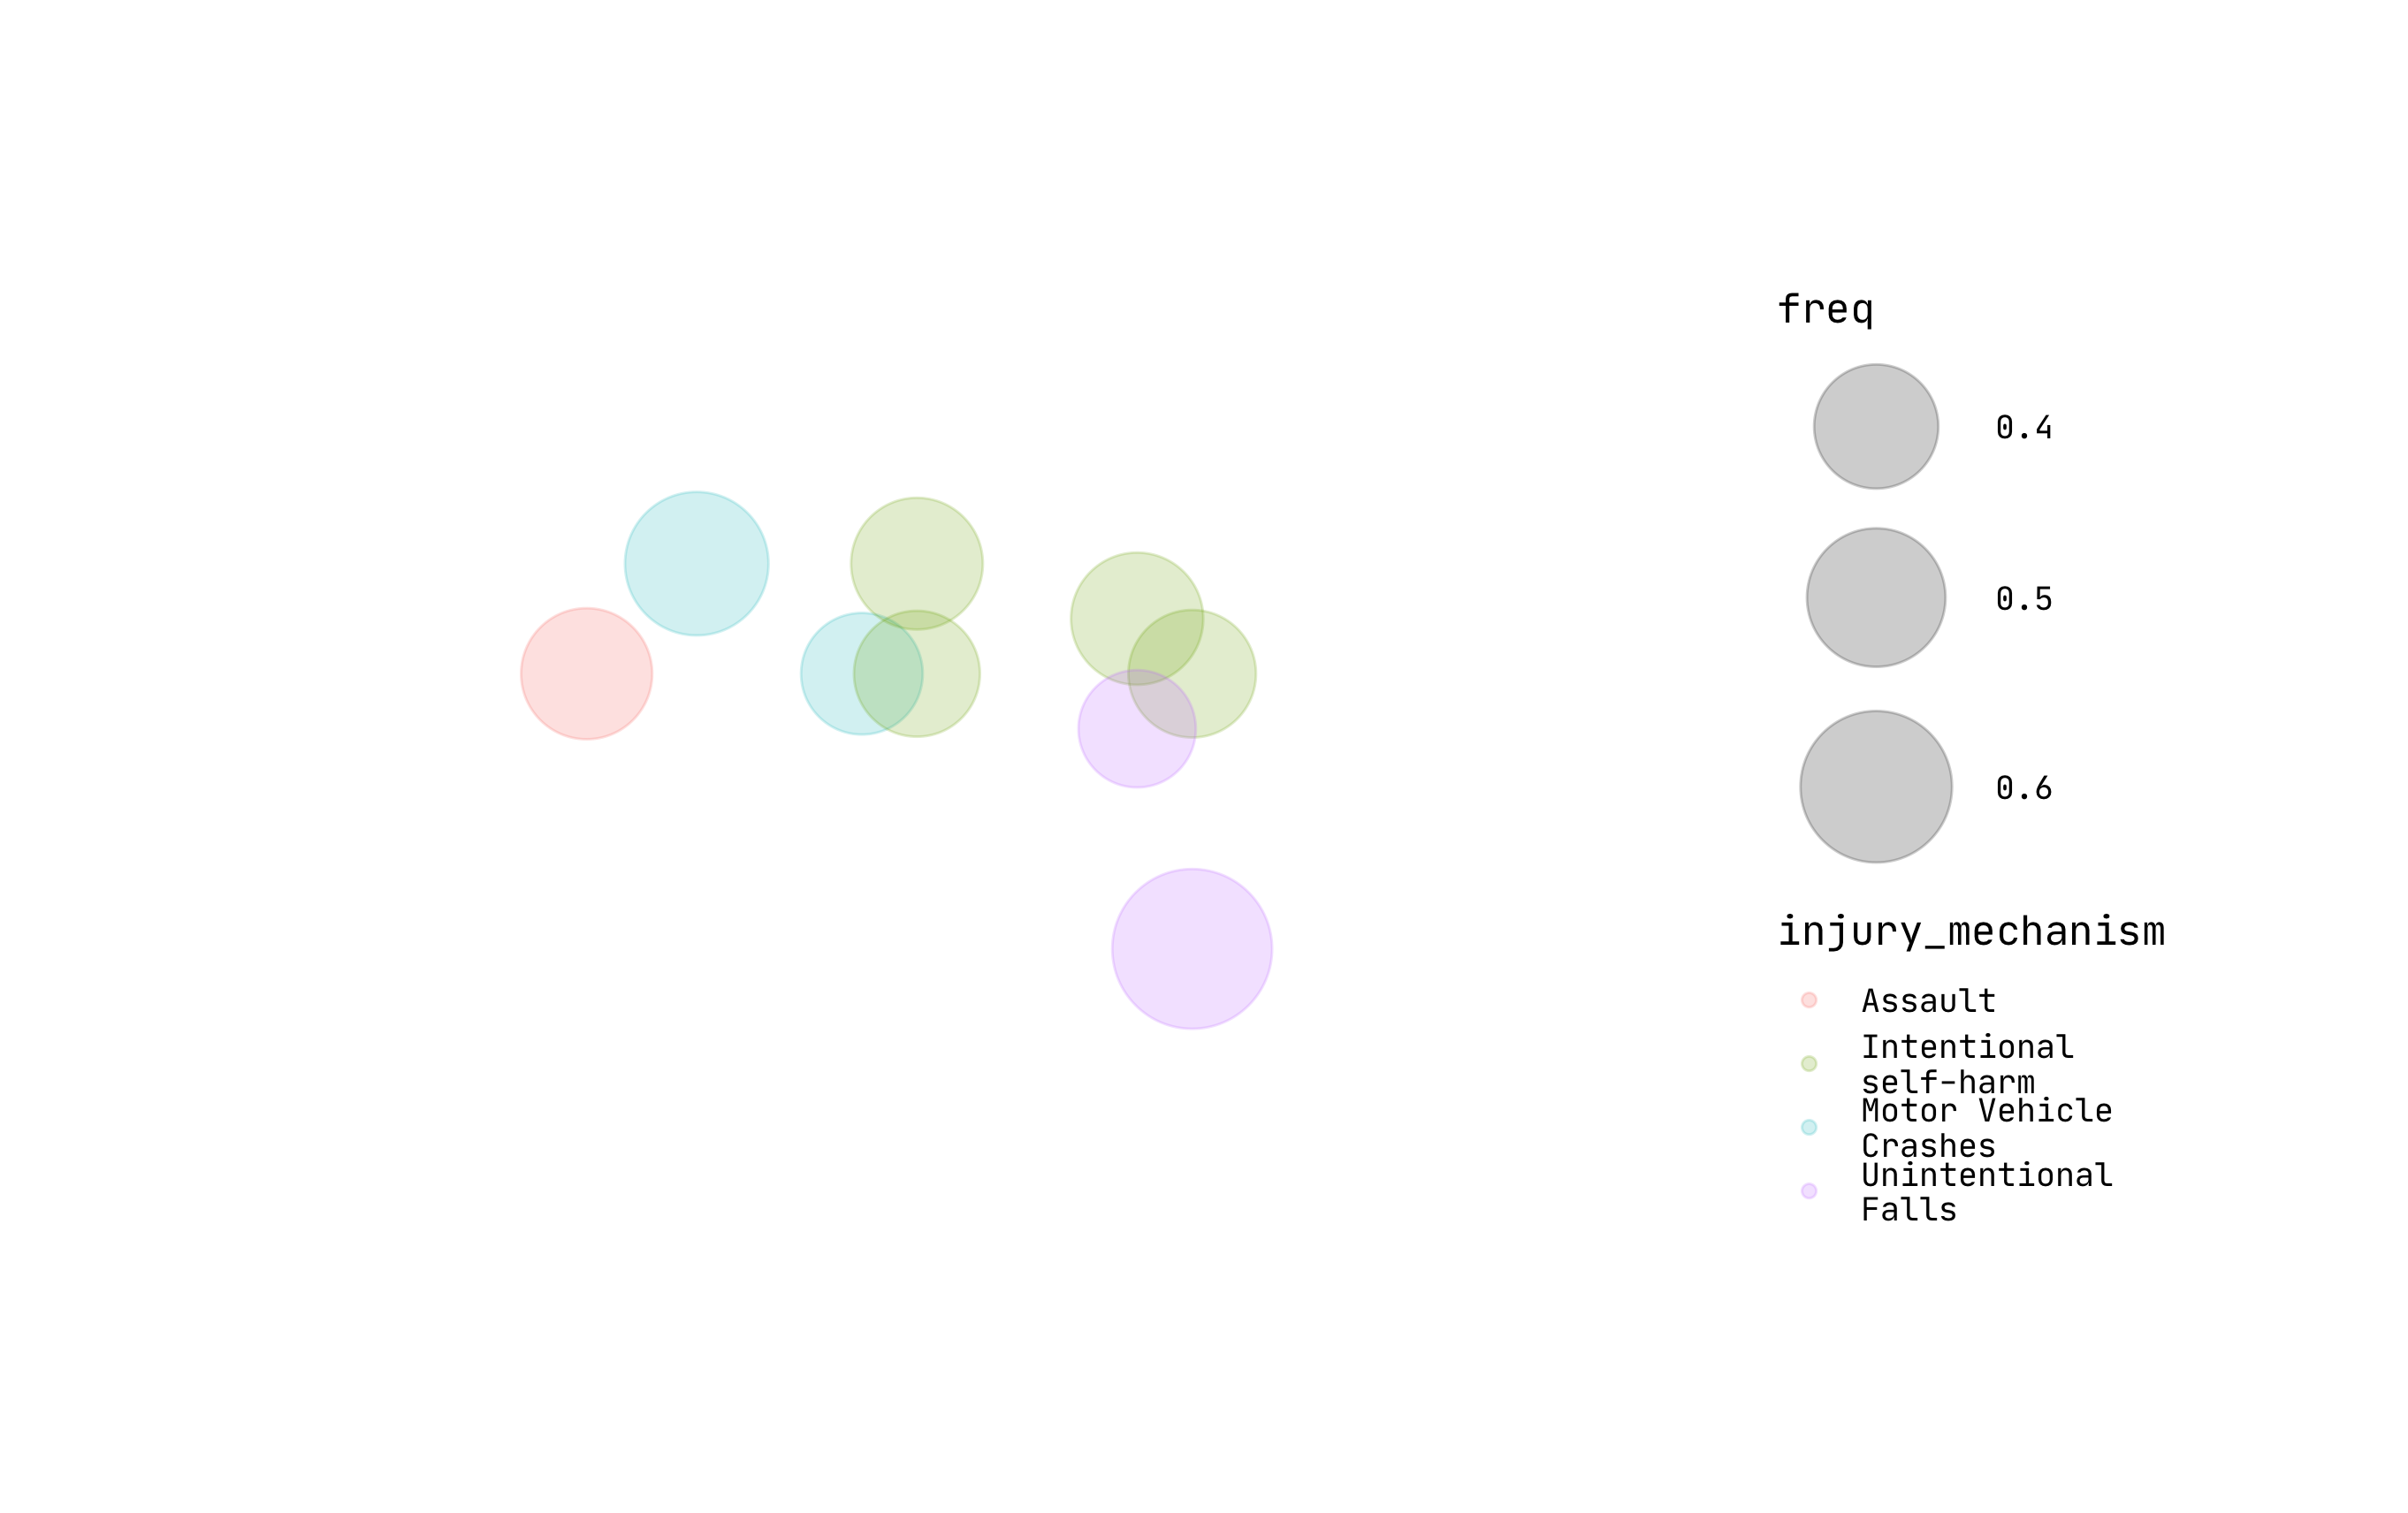 freq
0.4
0.5
0.6
injury_mechanism
Assault
Intentional
self-harm
Motor Vehicle
Crashes
Unintentional
Falls